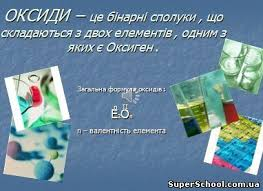 ОКСИДИ – це бінарні сполуки , що
складаються з двох елементів , одним з
яких є Оксиген .
Загальна формула оксидів :
n – валентність елемента
SuperSchool.com.ua